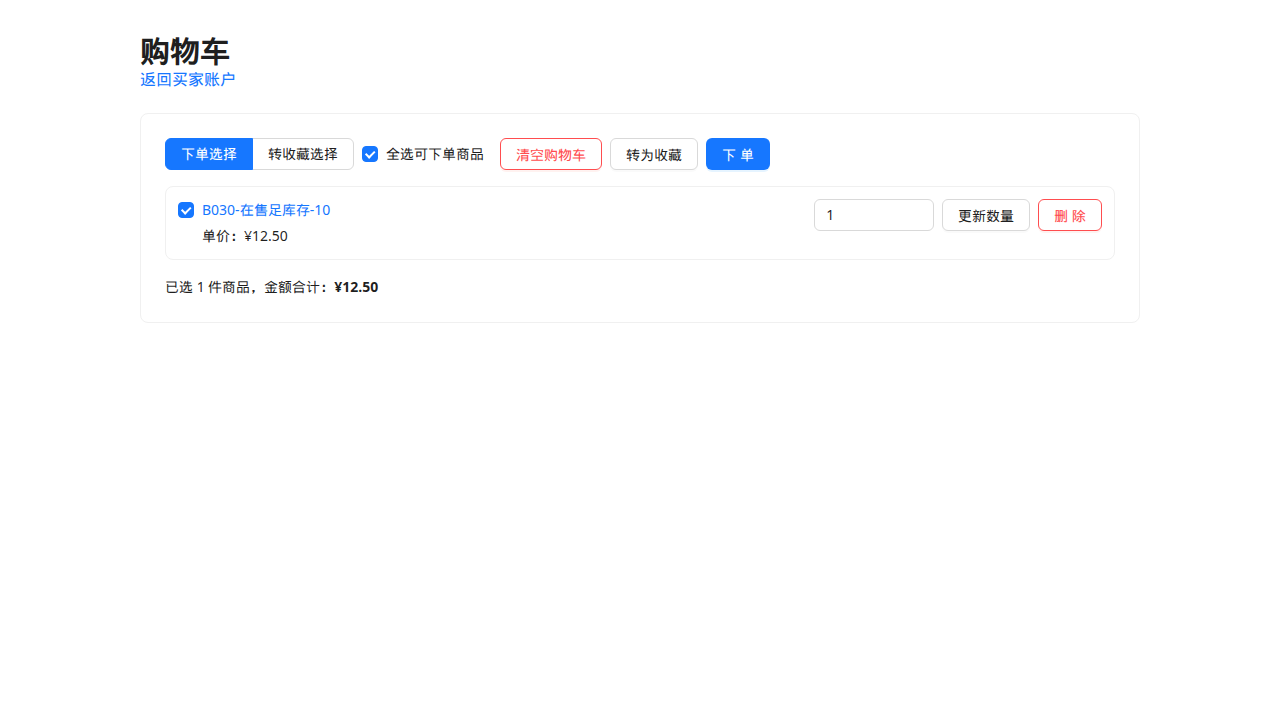 购物车
返回买家账户
下单选择 转收藏选择 全选可下单商品 清空购物车 转为收藏 下 单
B030-在售足库存-10 1 更新数量 删 除
单价：¥12.50
已选 1 件商品，金额合计：¥12.50